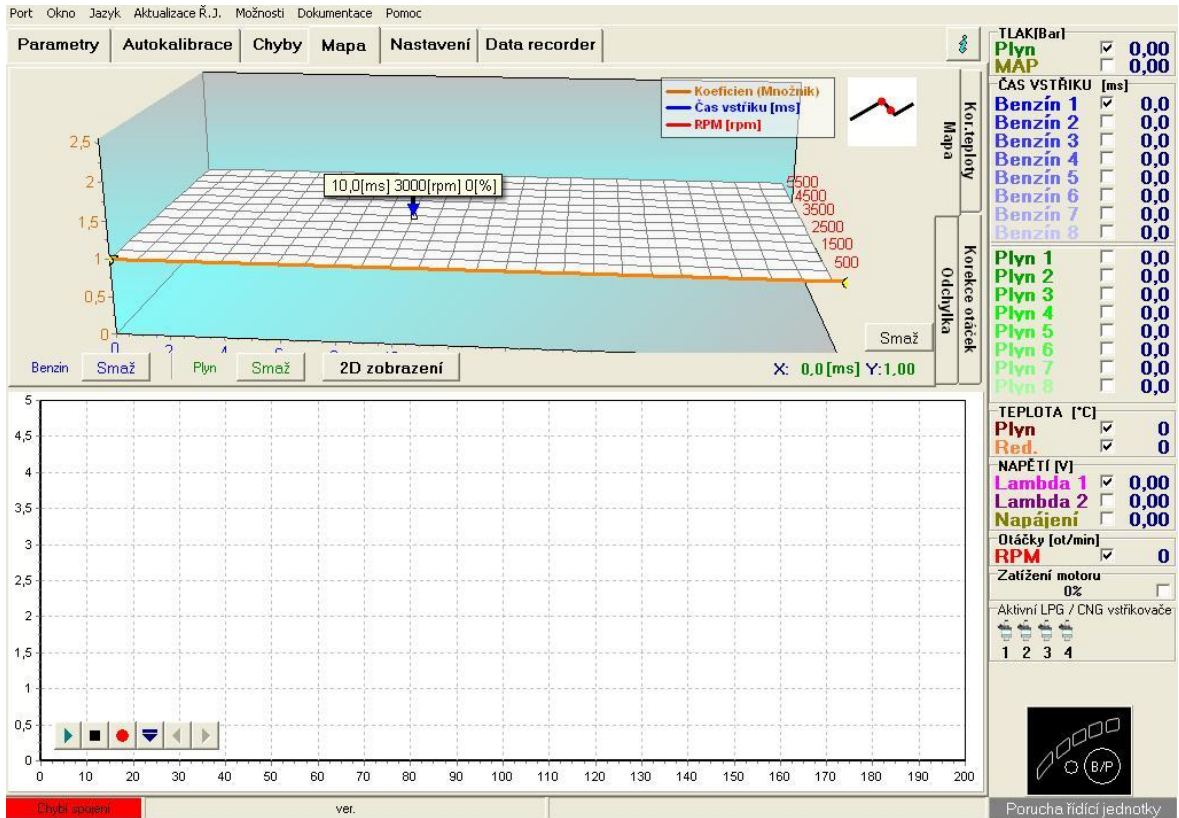 Port Okno Jazyk Aktualizace Ř.J. Možnosti Dokumentace Pomoc
Parametry Autokalibrace Chyby Mapa Nastavení Data recorder
Koeficien (Množnik)
Čas vstřiku [ms]
RPM [rpm]
10,0[ms] 3000[rpm] 0[%]
2,5
2
1,5
1
0,5
0
5500
4500
3500
2500
1500
500
0 2 4 6 8 10
Kor.teploty
Mapa
Korekce otáček
Odchylka
Smaž
Benzin Smaž Plyn Smaž 2D zobrazení X: 0,0[ms] Y:1,00
5
4,5
4
3,5
3
2,5
2
1,5
1
0,5
0
0 10 20 30 40 50 60 70 80 90 100 110 120 130 140 150 160 170 180 190 200
Chybí spojení ver.
TLAK[Bar]
Plyn 0,00
MAP 0,00
ČAS VSTŘIKU [ms]
Benzín 1 0,0
Benzín 2 0,0
Benzín 3 0,0
Benzín 4 0,0
Benzín 5 0,0
Benzín 6 0,0
Benzín 7 0,0
Benzín 8 0,0
Plyn 1 0,0
Plyn 2 0,0
Plyn 3 0,0
Plyn 4 0,0
Plyn 5 0,0
Plyn 6 0,0
Plyn 7 0,0
Plyn 8 0,0
TEPLOTA [°C]
Plyn 0
Red. 0
NAPĚTÍ [V]
Lambda 1 0,00
Lambda 2 0,00
Napájení 0,00
Otáčky [ot/min]
RPM 0
Zatížení motoru
0%
Aktivní LPG / CNG vstřikovače
1 2 3 4
B/P
Porucha řídící jednotky